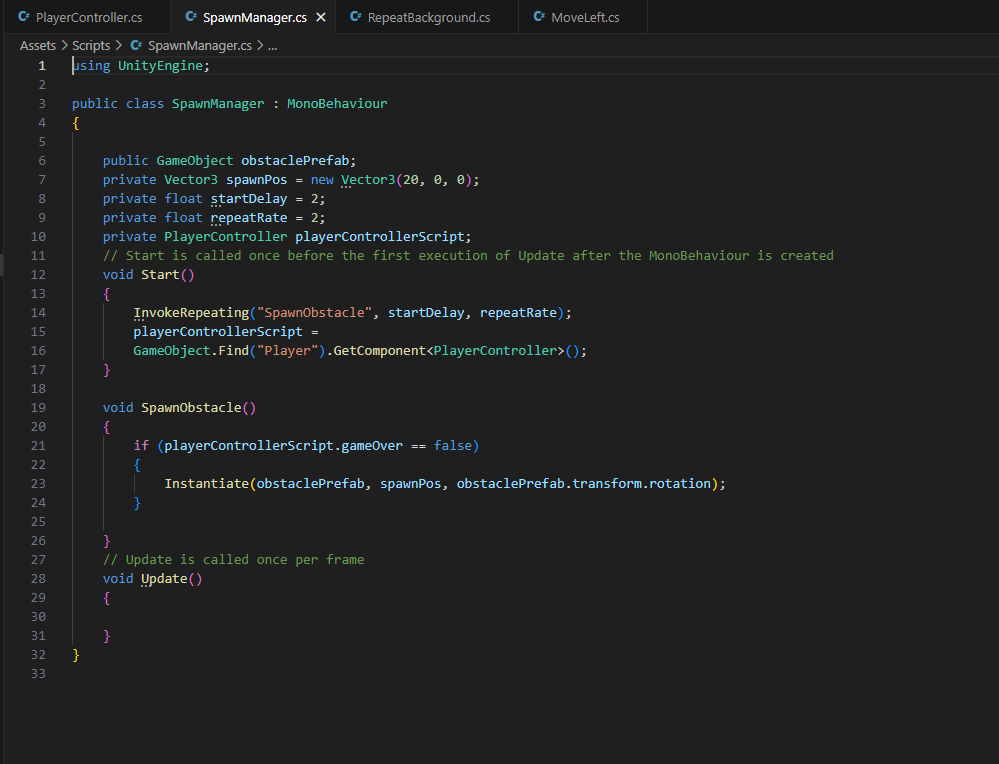 PlayerController.cs SpawnManager.cs RepeatBackground.cs MoveLeft.cs
Assets > Scripts > SpawnManager.cs > ...
1 using UnityEngine;
2
3 public class SpawnManager : MonoBehaviour
4 {
5
6     public GameObject obstaclePrefab;
7     private Vector3 spawnPos = new Vector3(20, 0, 0);
8     private float startDelay = 2;
9     private float repeatRate = 2;
10     private PlayerController playerControllerScript;
11     // Start is called once before the first execution of Update after the MonoBehaviour is created
12     void Start()
13     {
14         InvokeRepeating("SpawnObstacle", startDelay, repeatRate);
15         playerControllerScript =
16         GameObject.Find("Player").GetComponent<PlayerController>();
17     }
18
19     void SpawnObstacle()
20     {
21         if (playerControllerScript.gameOver == false)
22         {
23             Instantiate(obstaclePrefab, spawnPos, obstaclePrefab.transform.rotation);
24         }
25
26     }
27     // Update is called once per frame
28     void Update()
29     {
30
31     }
32 }
33